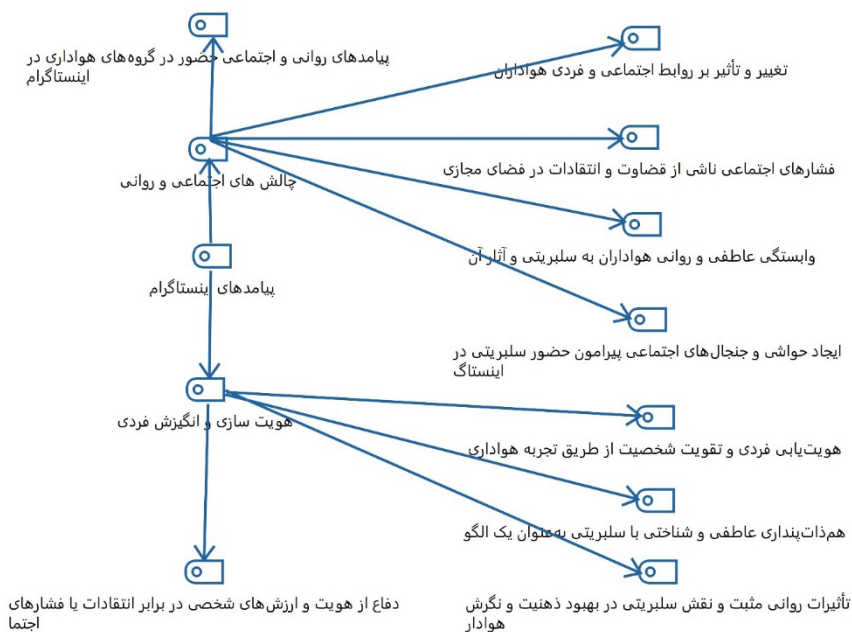 پیامدهای روانی و اجتماعی حضور در گروه‌های هواداری در
اینستاگرام
تغییر و تأثیر بر روابط اجتماعی و فردی هواداران
فشارهای اجتماعی ناشی از قضاوت و انتقادات در فضای مجازی
چالش های اجتماعی و روانی
وابستگی عاطفی و روانی هواداران به سلبریتی و آثار آن
پیامدهای اینستاگرام
ایجاد حواشی و جنجال‌های اجتماعی پیرامون حضور سلبریتی در
اینستاگ
هویت سازی و انگیزش فردی
هویت‌یابی فردی و تقویت شخصیت از طریق تجربه هواداری
هم‌ذات‌پنداری عاطفی و شناختی با سلبریتی به‌عنوان یک الگو
دفاع از هویت و ارزش‌های شخصی در برابر انتقادات یا فشارهای
اجتما
تأثیرات روانی مثبت و نقش سلبریتی در بهبود ذهنیت و نگرش
هوادار